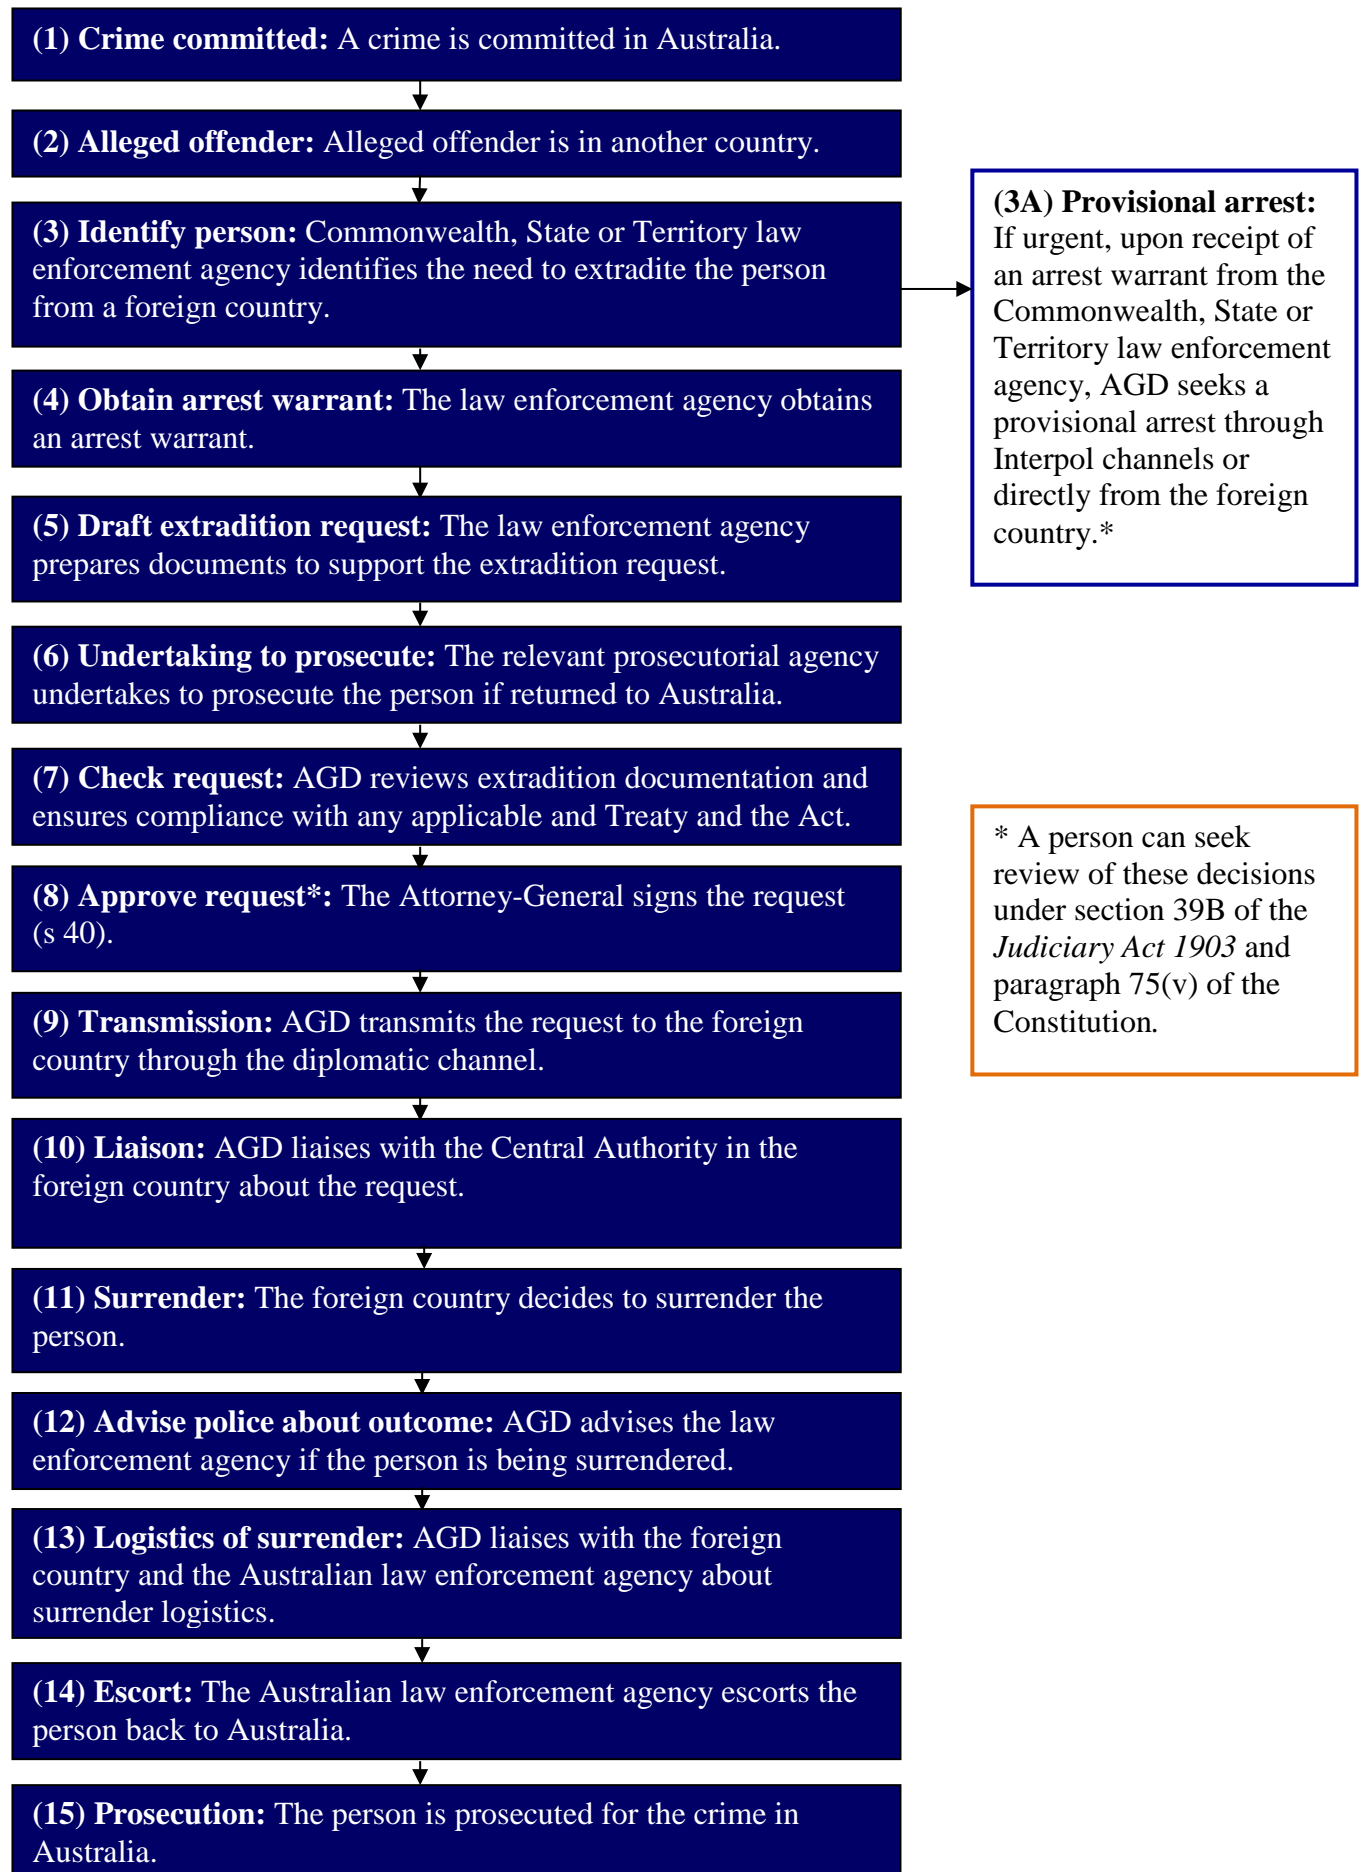 (1) Crime committed: A crime is committed in Australia.
(2) Alleged offender: Alleged offender is in another country.
(3) Identify person: Commonwealth, State or Territory law
enforcement agency identifies the need to extradite the person
from a foreign country.
(3A) Provisional arrest:
If urgent, upon receipt of
an arrest warrant from the
Commonwealth, State or
Territory law enforcement
agency, AGD seeks a
provisional arrest through
Interpol channels or
directly from the foreign
country.*
(4) Obtain arrest warrant: The law enforcement agency obtains
an arrest warrant.
(5) Draft extradition request: The law enforcement agency
prepares documents to support the extradition request.
(6) Undertaking to prosecute: The relevant prosecutorial agency
undertakes to prosecute the person if returned to Australia.
(7) Check request: AGD reviews extradition documentation and
ensures compliance with any applicable and Treaty and the Act.
(8) Approve request*: The Attorney-General signs the request
(s 40).
* A person can seek
review of these decisions
under section 39B of the
Judiciary Act 1903 and
paragraph 75(v) of the
Constitution.
(9) Transmission: AGD transmits the request to the foreign
country through the diplomatic channel.
(10) Liaison: AGD liaises with the Central Authority in the
foreign country about the request.
(11) Surrender: The foreign country decides to surrender the
person.
(12) Advise police about outcome: AGD advises the law
enforcement agency if the person is being surrendered.
(13) Logistics of surrender: AGD liaises with the foreign
country and the Australian law enforcement agency about
surrender logistics.
(14) Escort: The Australian law enforcement agency escorts the
person back to Australia.
(15) Prosecution: The person is prosecuted for the crime in
Australia.